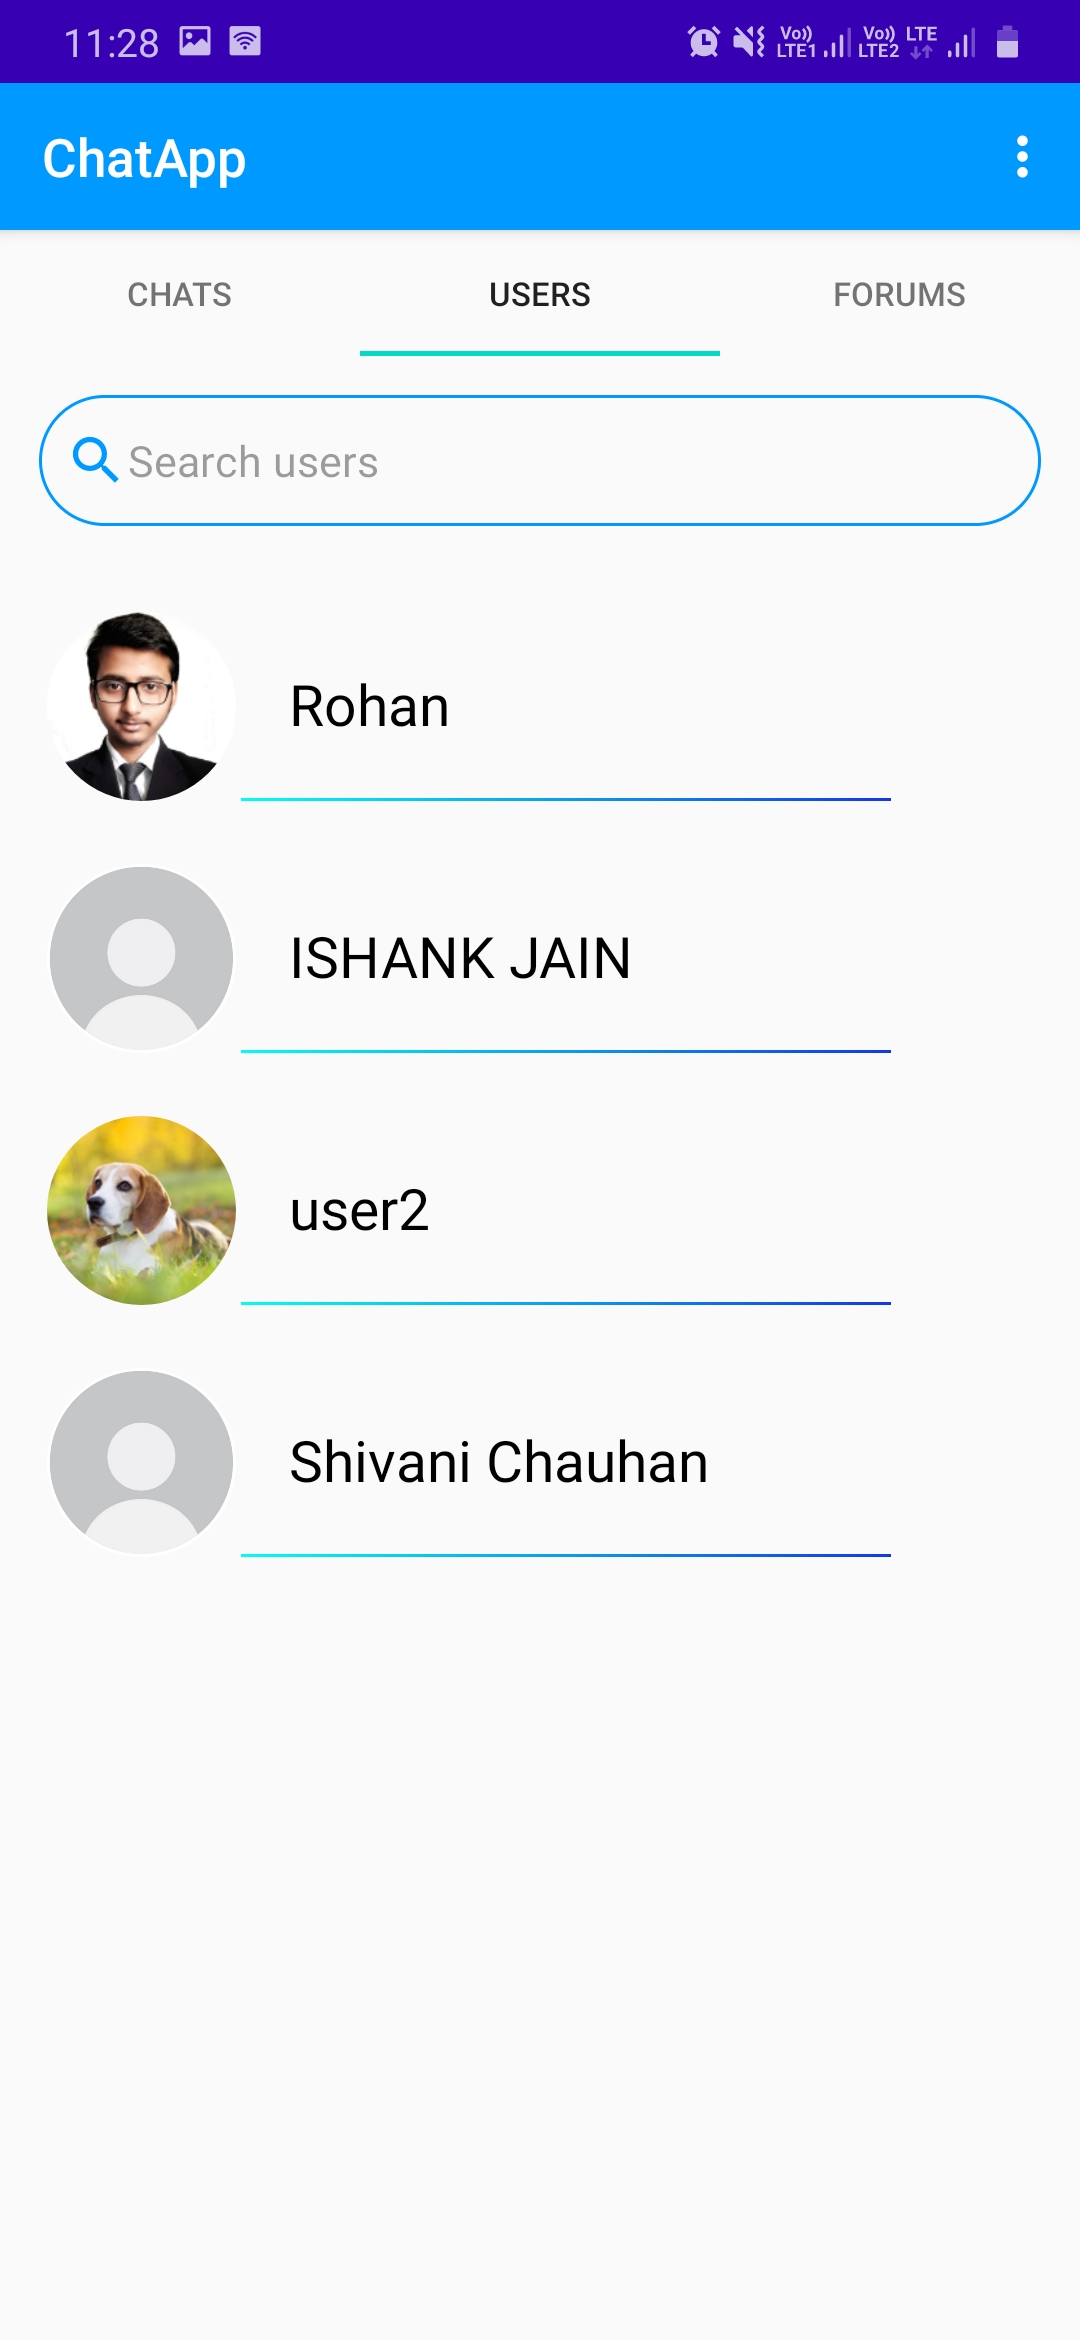 11:28 Vo)) LTE1 Vo)) LTE2 LTE
ChatApp
CHATS USERS FORUMS
Search users
Rohan
ISHANK JAIN
user2
Shivani Chauhan